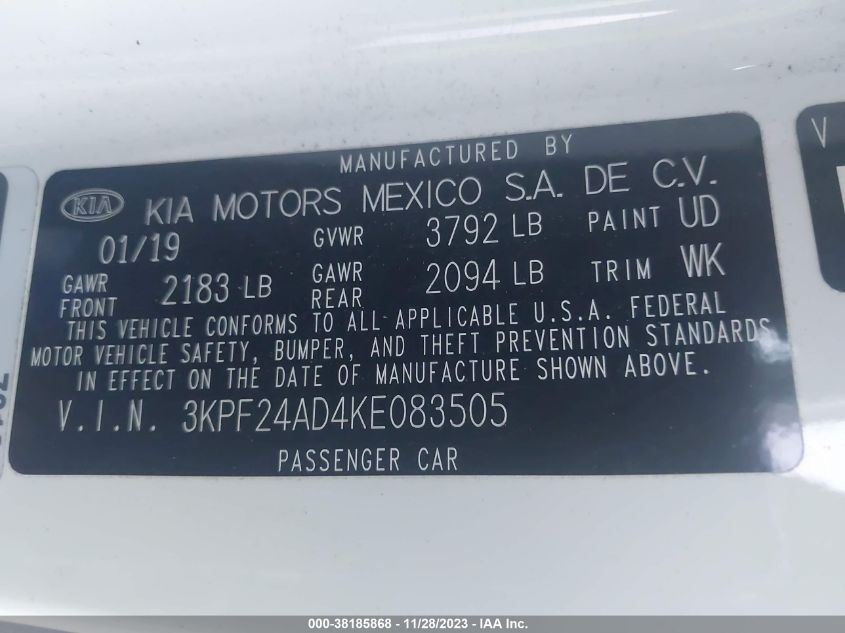 MANUFACTURED BY
KIA KIA MOTORS MEXICO S.A. DE C.V.
01/19 GVWR 3792 LB PAINT UD
GAWR FRONT 2183 LB GAWR REAR 2094 LB TRIM WK
THIS VEHICLE CONFORMS TO ALL APPLICABLE U.S.A. FEDERAL
MOTOR VEHICLE SAFETY, BUMPER, AND THEFT PREVENTION STANDARDS
IN EFFECT ON THE DATE OF MANUFACTURE SHOWN ABOVE.
V.I.N. 3KPF24AD4KE083505
PASSENGER CAR
V
000-38185868 - 11/28/2023 - IAA Inc.